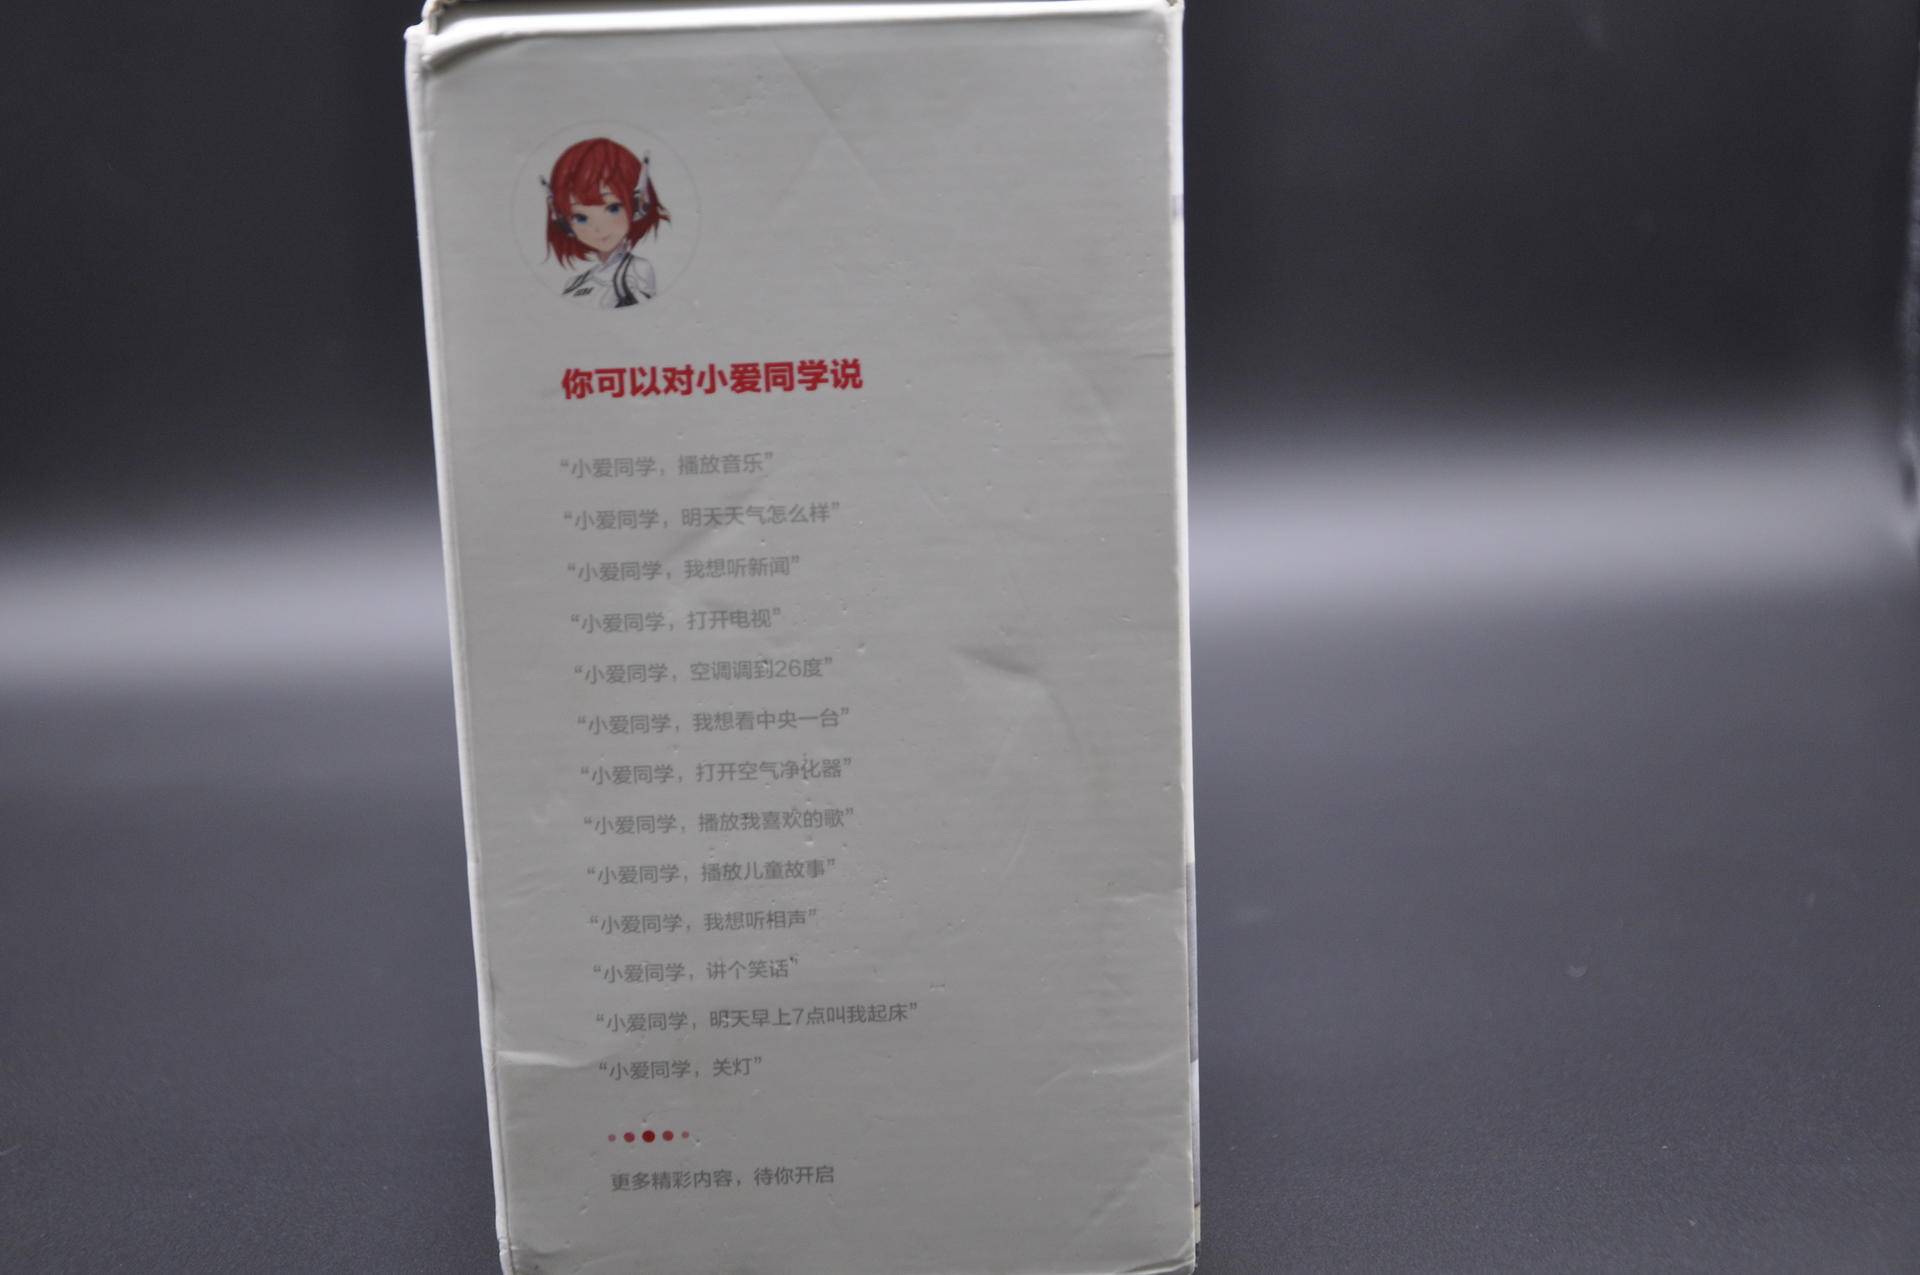 你可以对小爱同学说
“小爱同学，播放音乐”
“小爱同学，明天天气怎么样”
“小爱同学，我想听新闻”
“小爱同学，打开电视”
“小爱同学，空调调到26度”
“小爱同学，我想看中央一台”
“小爱同学，打开空气净化器”
“小爱同学，播放我喜欢的歌”
“小爱同学，播放儿童故事”
“小爱同学，我想听相声”
“小爱同学，讲个笑话”
“小爱同学，明天早上7点叫我起床”
“小爱同学，关灯”
更多精彩内容，待你开启